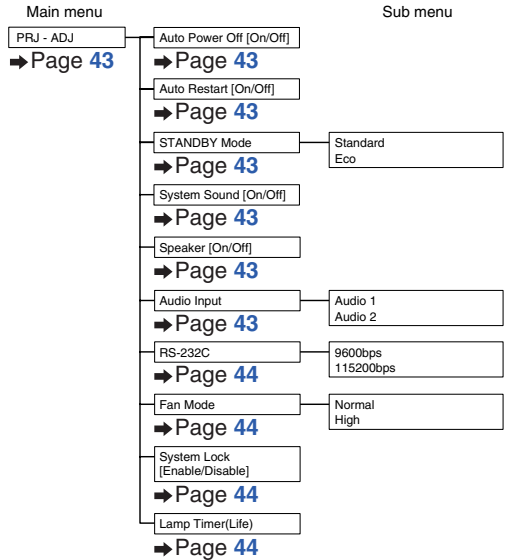 Main menu
Sub menu
PRJ - ADJ
➡Page 43
Auto Power Off [On/Off]
➡Page 43
Auto Restart [On/Off]
➡Page 43
STANDBY Mode
➡Page 43
Standard
Eco
System Sound [On/Off]
➡Page 43
Speaker [On/Off]
➡Page 43
Audio Input
➡Page 43
Audio 1
Audio 2
RS-232C
➡Page 44
9600bps
115200bps
Fan Mode
➡Page 44
Normal
High
System Lock
[Enable/Disable]
➡Page 44
Lamp Timer(Life)
➡Page 44